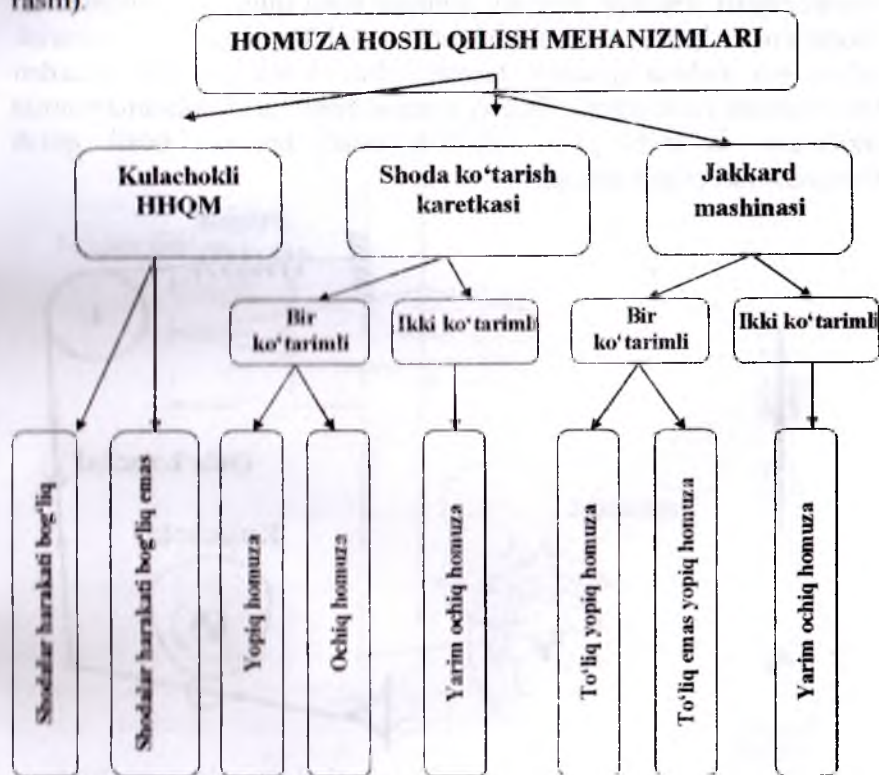 rasm).
HOMUZA HOSIL QILISH MEHANIZMLARI
Kulachokli
HHQM
Shoda ko‘tarish
karetkasi
Jakkard
mashinasi
Bir
ko‘tarimli
Ikki ko‘tarimli
Bir
ko‘tarimli
Ikki ko‘tarimli
Shodalar harakati bog‘liq
Shodalar harakati bog‘liq emas
Yopiq homuza
Ochiq homuza
Yarim ochiq homuza
To‘liq yopiq homuza
To‘liq emas yopiq homuza
Yarim ochiq homuza